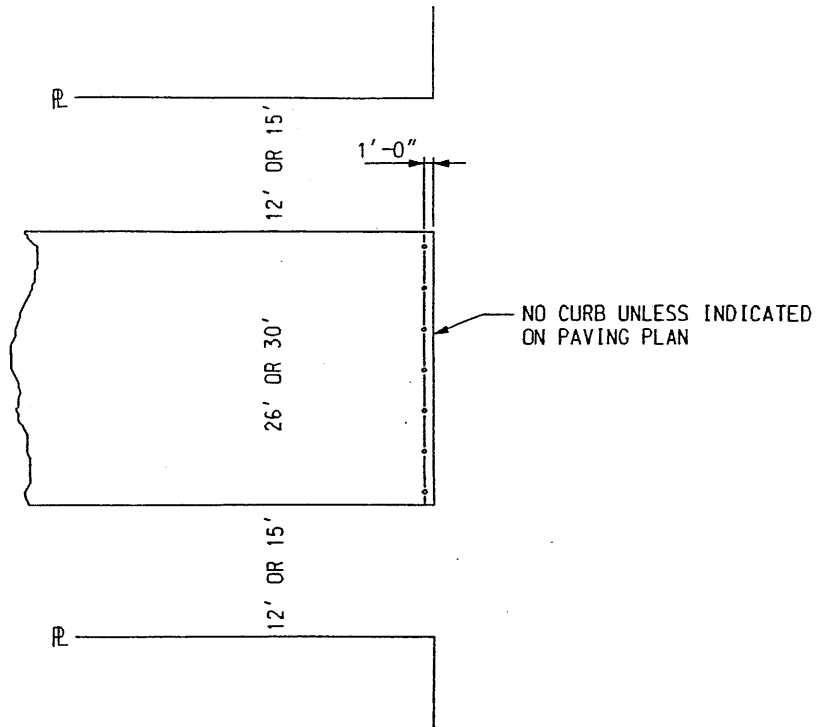 ℄
12' OR 15'
1'-0"
26' OR 30'
NO CURB UNLESS INDICATED
ON PAVING PLAN
12' OR 15'
℄